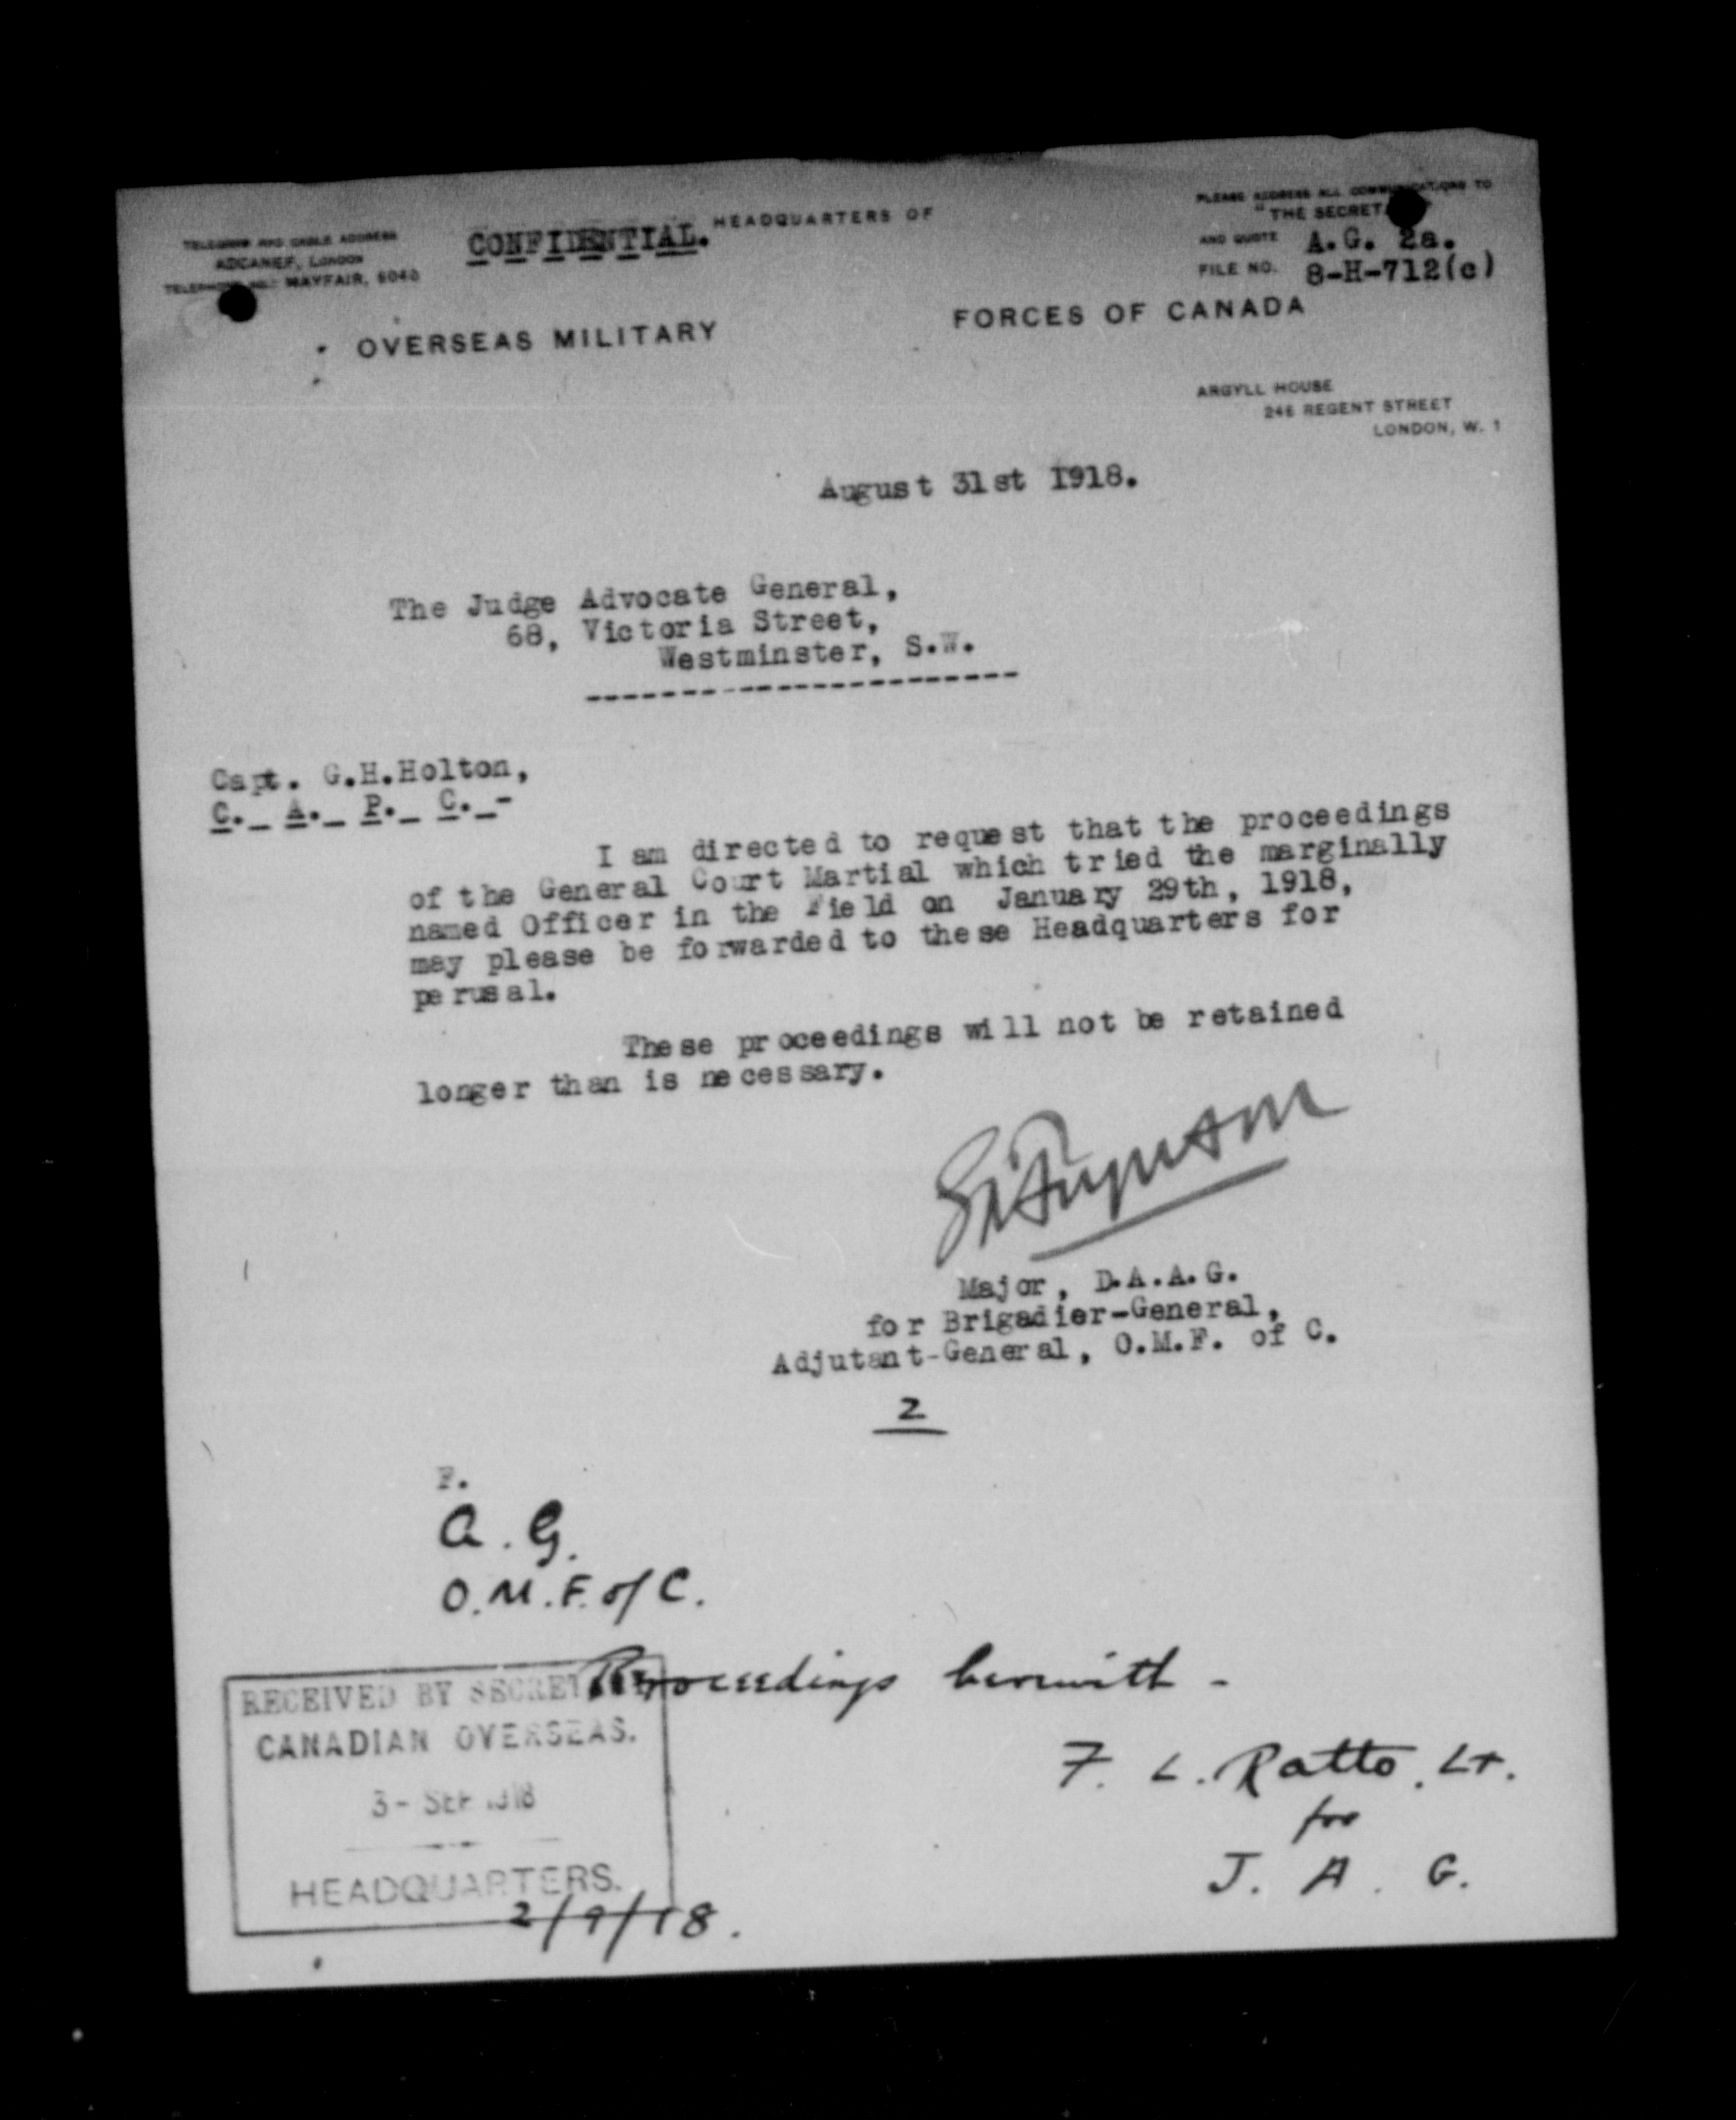 TELEGRAM AND CABLE ADDRESS
ADCANEF, LONDON
TELEPHONE NO.: MAYFAIR, 5040
CONFIDENTIAL.
HEADQUARTERS OF
PLEASE ADDRESS ALL COMMUNICATIONS TO
"THE SECRET
AND QUOTE A.G. 2a.
FILE NO. 8-H-712(c)
OVERSEAS MILITARY FORCES OF CANADA
ARGYLL HOUSE
246 REGENT STREET
LONDON, W. 1
August 31st 1918.
The Judge Advocate General,
68, Victoria Street,
Westminster, S.W.
-----------------------
Capt. G.H.Holton,
C. A. P. C. -
I am directed to request that the proceedings
of the General Court Martial which tried the marginally
named Officer in the Field on January 29th, 1918,
may please be forwarded to these Headquarters for
perusal.
These proceedings will not be retained
longer than is necessary.
Major, D.A.A.G.
for Brigadier-General,
Adjutant-General, O.M.F. of C.
2
F.
A.G.
O.M.F. of C.
Proceedings herewith -
RECEIVED BY SECRET
CANADIAN OVERSEAS.
3 - SEP 1918
HEADQUARTERS.
F. L. Ratto. Lt.
for
J. A. G.
2/9/18.